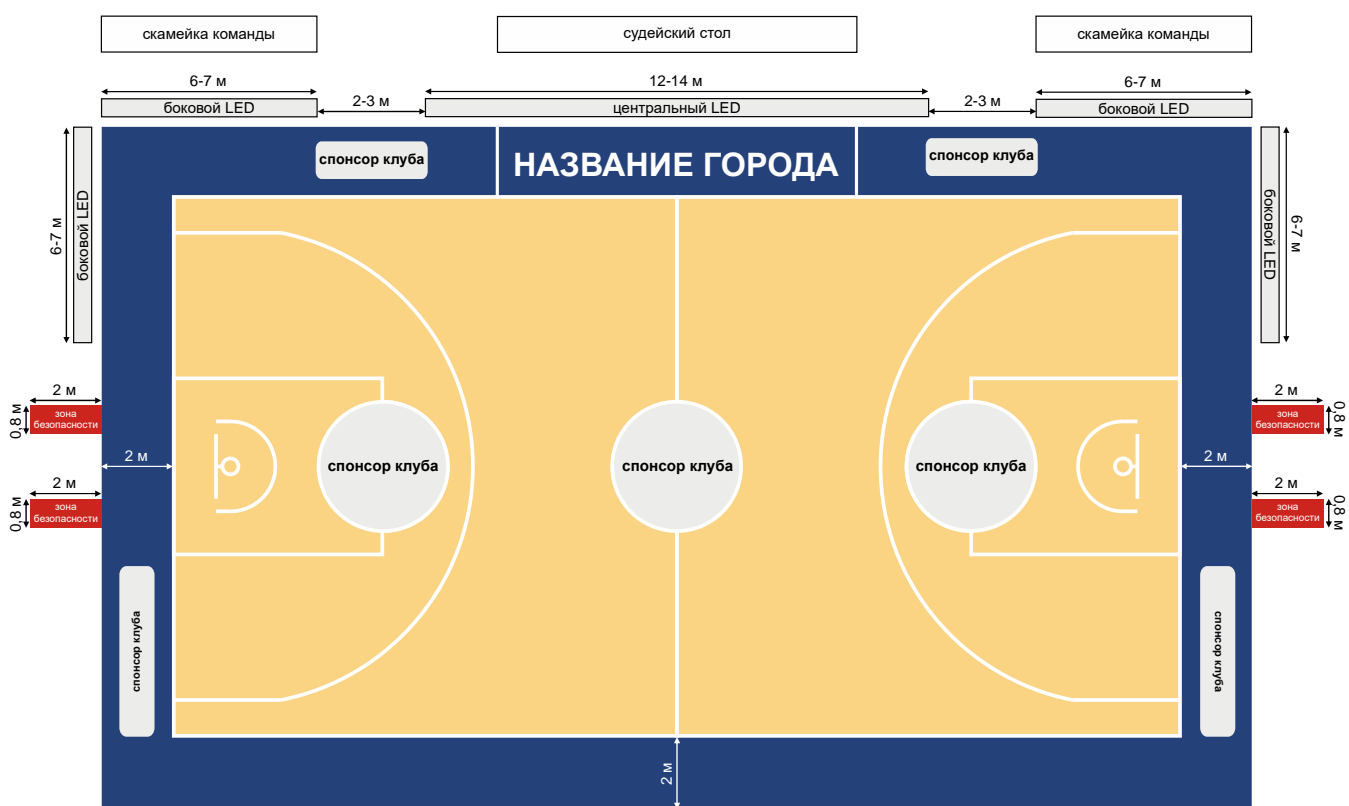 скамейка команды
судейский стол
скамейка команды
6-7 м
12-14 м
6-7 м
боковой LED
2-3 м
центральный LED
2-3 м
боковой LED
спонсор клуба
НАЗВАНИЕ ГОРОДА
спонсор клуба
6-7 м
боковой LED
боковой LED
6-7 м
2 м
0,8 м
зона
безопасности
2 м
зона
безопасности
0,8 м
2 м
спонсор клуба
спонсор клуба
спонсор клуба
2 м
2 м
0,8 м
зона
безопасности
2 м
зона
безопасности
0,8 м
спонсор клуба
спонсор клуба
2 м